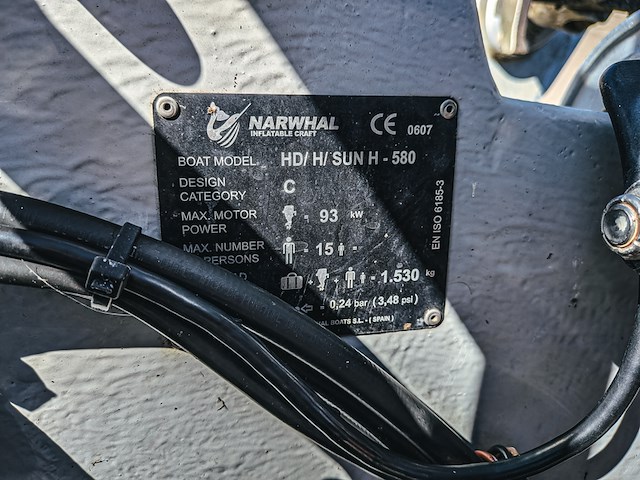 NARWHAL
INFLATABLE CRAFT
CE 0607
BOAT MODEL. HD/ H/ SUN H - 580
DESIGN CATEGORY C
MAX. MOTOR POWER = 93 kW
MAX. NUMBER PERSONS = 15 =
+ + = 1.530 kg
= 0,24 bar (3,48 psi)
BOATS S.L. - ( SPAIN )
EN ISO 6185-3